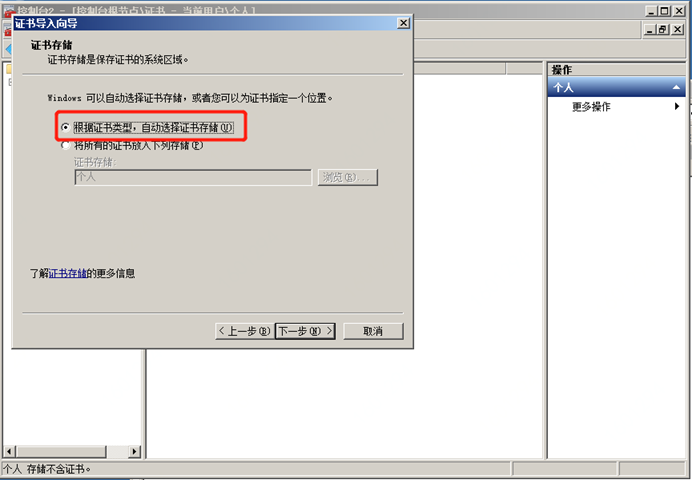 控制台2 - [控制台根节点\证书 - 当前用户\个人]
证书导入向导
证书存储
证书存储是保存证书的系统区域。
Windows 可以自动选择证书存储，或者您可以为证书指定一个位置。
根据证书类型，自动选择证书存储(U)
将所有的证书放入下列存储(P)
证书存储:
个人
浏览(R)...
了解证书存储的更多信息
< 上一步(B)
下一步(N) >
取消
操作
个人
更多操作
个人 存储不含证书。